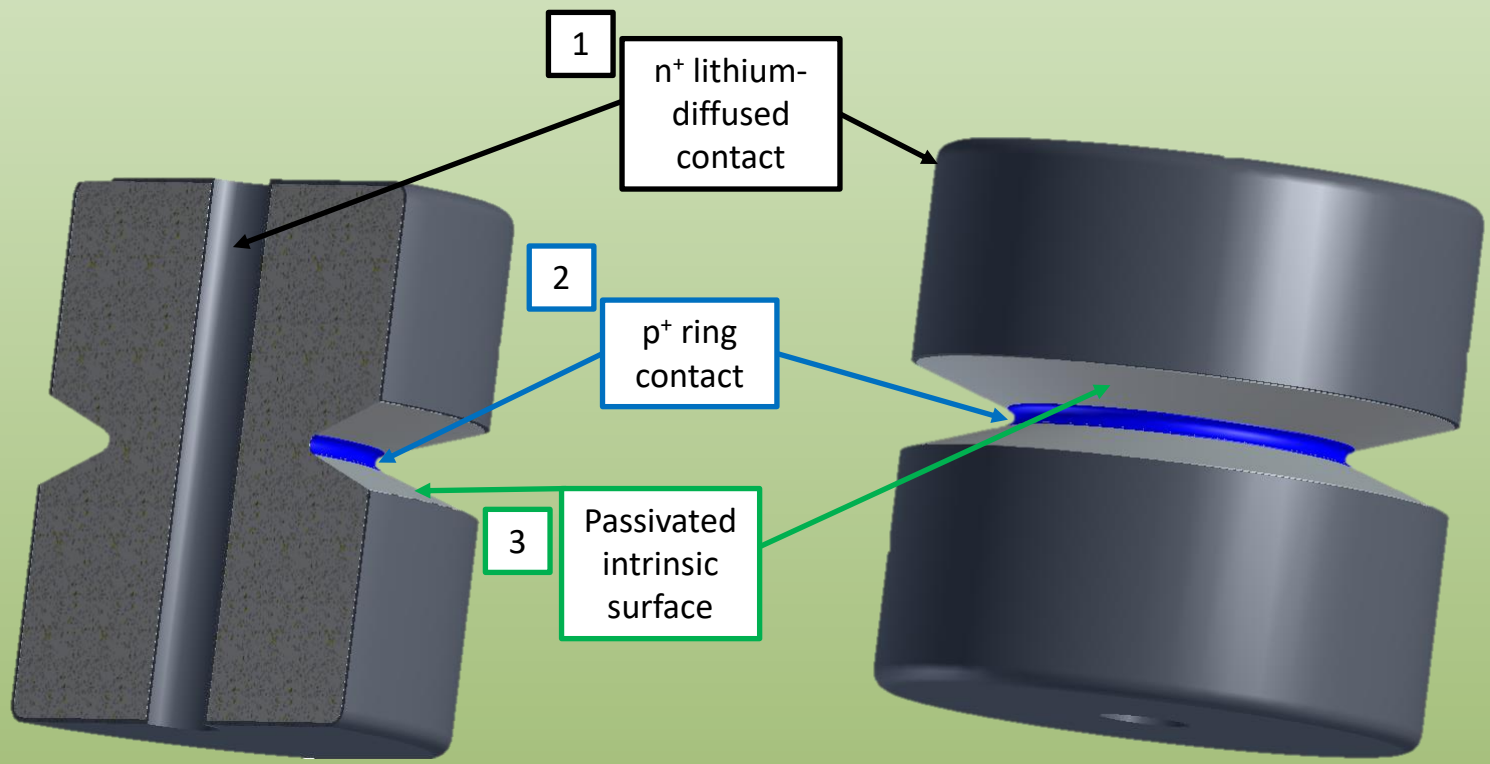 1
n⁺ lithium-
diffused
contact
2
p⁺ ring
contact
3
Passivated
intrinsic
surface